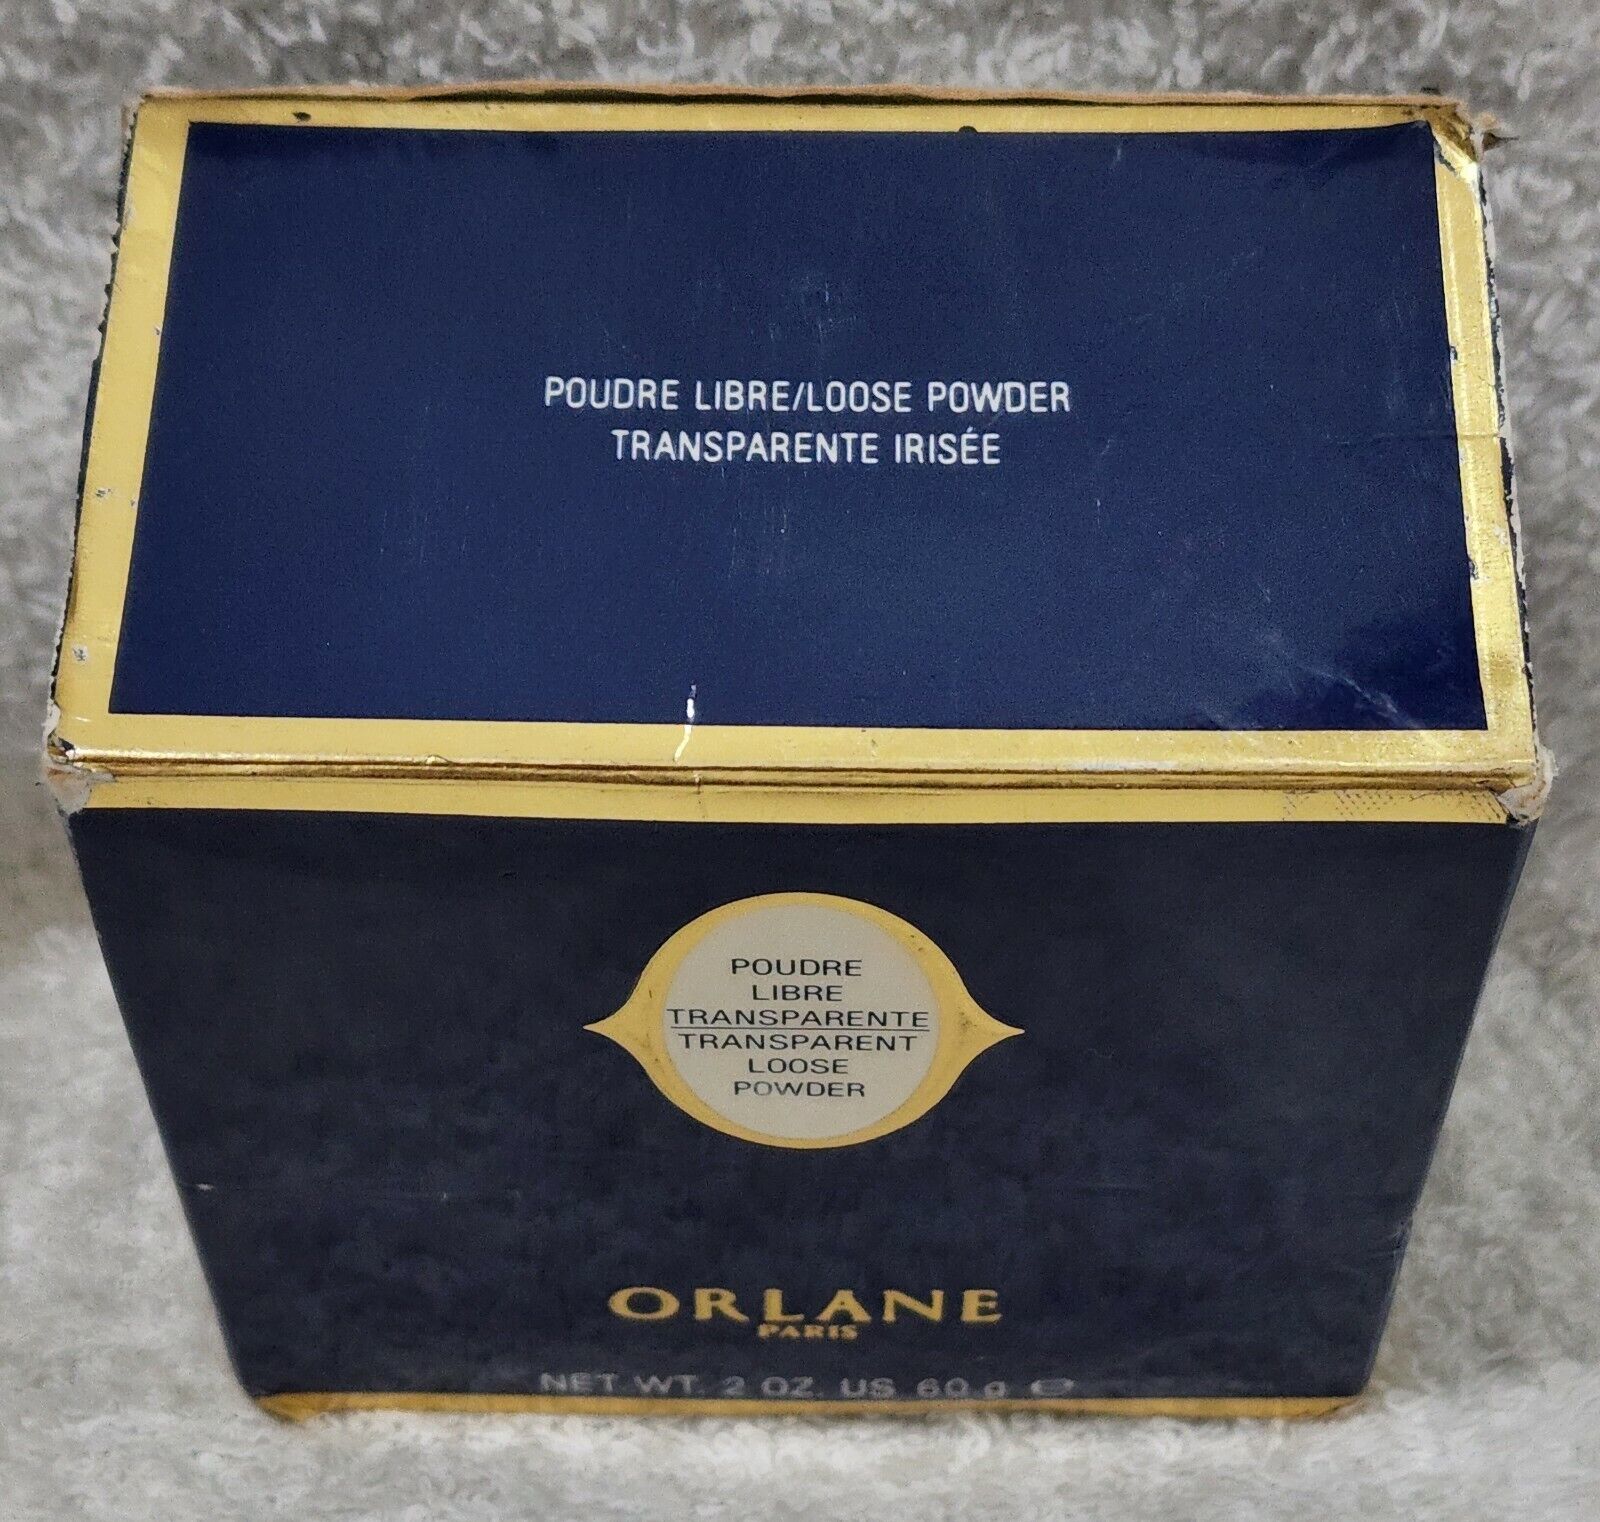 POUDRE LIBRE/LOOSE POWDER
TRANSPARENTE IRISÉE
POUDRE
LIBRE
TRANSPARENTE
TRANSPARENT
LOOSE
POWDER
ORLANE
PARIS
NET WT. 2 OZ. US 60 g ℮